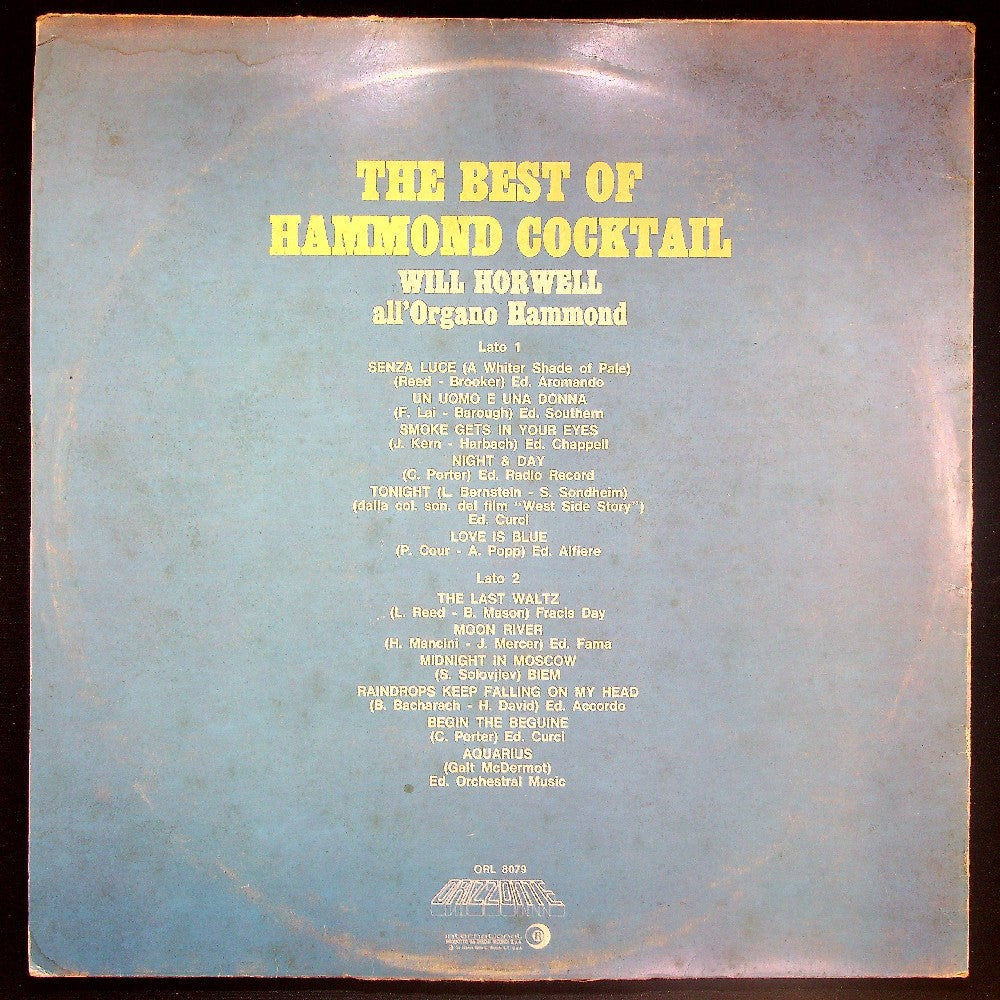 THE BEST OF
HAMMOND COCKTAIL
WILL HORWELL
all'Organo Hammond
Lato 1
SENZA LUCE (A Whiter Shade of Pale)
(Reed - Brooker) Ed. Aromando
UN UOMO E UNA DONNA
(F. Lai - Barough) Ed. Southern
SMOKE GETS IN YOUR EYES
(J. Kern - Harbach) Ed. Chappell
NIGHT & DAY
(C. Porter) Ed. Radio Record
TONIGHT (L. Bernstein - S. Sondheim)
(dalla col. son. del film "West Side Story")
Ed. Curci
LOVE IS BLUE
(P. Cour - A. Popp) Ed. Alfiere
Lato 2
THE LAST WALTZ
(L. Reed - B. Mason) Fracis Day
MOON RIVER
(H. Mancini - J. Mercer) Ed. Fama
MIDNIGHT IN MOSCOW
(S. Solovjiev) BIEM
RAINDROPS KEEP FALLING ON MY HEAD
(B. Bacharach - H. David) Ed. Accordo
BEGIN THE BEGUINE
(C. Porter) Ed. Curci
AQUARIUS
(Galt McDermot)
Ed. Orchestral Music
ORL 8079
ORIZZONTE
international